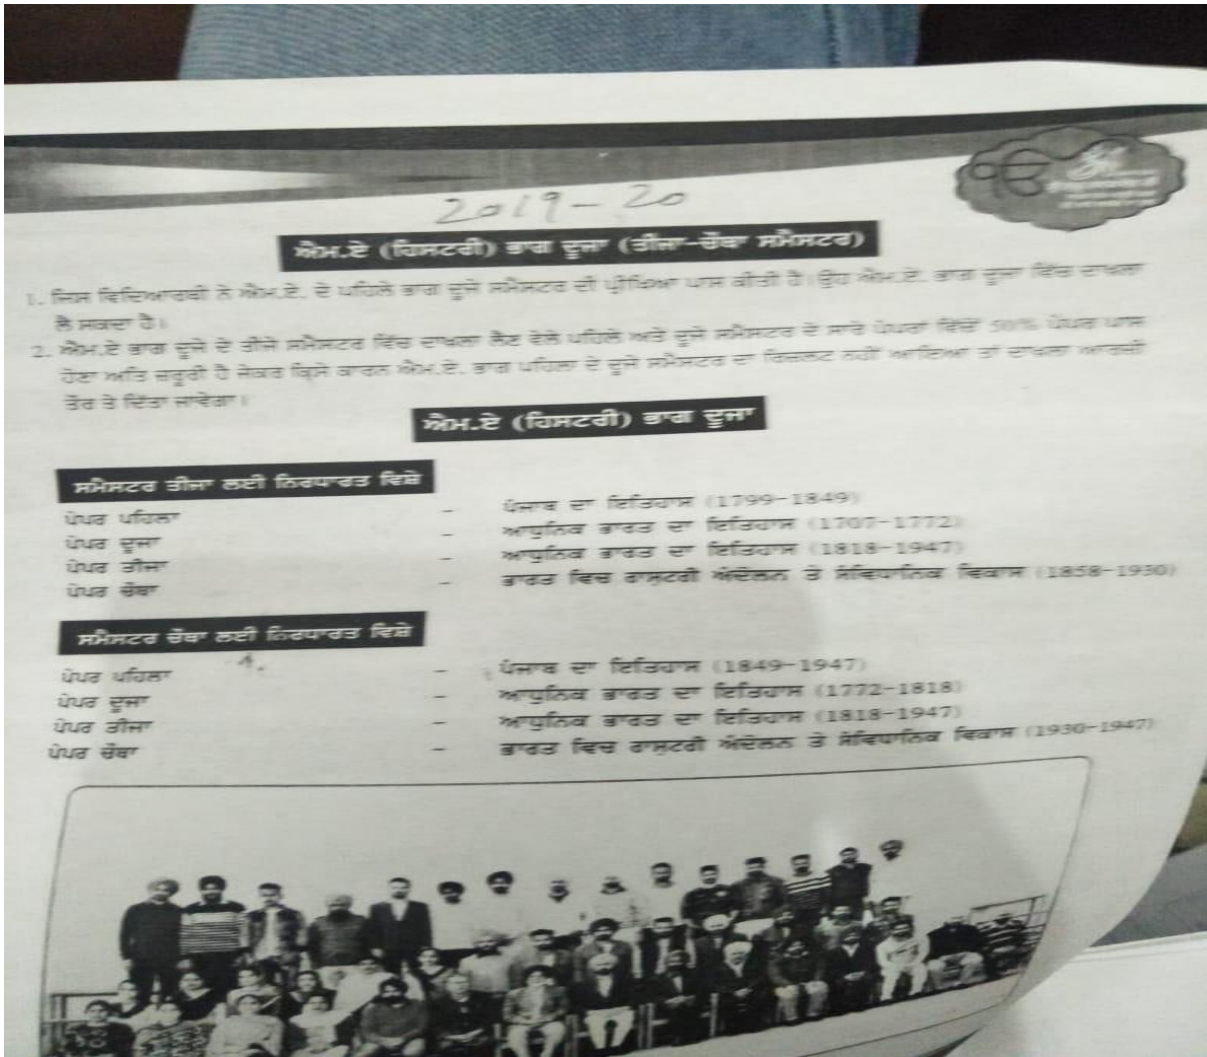 2019-20
ਐਮ.ਏ (ਹਿਸਟਰੀ) ਭਾਗ ਦੂਜਾ (ਤੀਜਾ-ਚੌਥਾ ਸਮੈਸਟਰ)
1. ਜਿਸ ਵਿਦਿਆਰਥੀ ਨੇ ਐਮ.ਏ. ਦੇ ਪਹਿਲੇ ਭਾਗ ਦੂਜੇ ਸਮੈਸਟਰ ਦੀ ਪ੍ਰੀਖਿਆ ਪਾਸ ਕੀਤੀ ਹੈ। ਉਹ ਐਮ.ਏ. ਭਾਗ ਦੂਜਾ ਵਿੱਚ ਦਾਖਲਾ
ਲੈ ਸਕਦਾ ਹੈ।
2. ਐਮ.ਏ ਭਾਗ ਦੂਜੇ ਦੇ ਤੀਜੇ ਸਮੈਸਟਰ ਵਿੱਚ ਦਾਖਲਾ ਲੈਣ ਵੇਲੇ ਪਹਿਲੇ ਅਤੇ ਦੂਜੇ ਸਮੈਸਟਰ ਦੇ ਸਾਰੇ ਪੇਪਰਾਂ ਵਿੱਚੋਂ 50% ਪੇਪਰ ਪਾਸ
ਹੋਣਾ ਅਤਿ ਜ਼ਰੂਰੀ ਹੈ ਜੇਕਰ ਕਿਸੇ ਕਾਰਨ ਐਮ.ਏ. ਭਾਗ ਪਹਿਲਾ ਦੇ ਦੂਜੇ ਸਮੈਸਟਰ ਦਾ ਰਿਜ਼ਲਟ ਨਹੀਂ ਆਇਆ ਤਾਂ ਦਾਖਲਾ ਆਰਜ਼ੀ
ਤੌਰ ਤੇ ਦਿੱਤਾ ਜਾਵੇਗਾ।
ਐਮ.ਏ (ਹਿਸਟਰੀ) ਭਾਗ ਦੂਜਾ
ਸਮੈਸਟਰ ਤੀਜਾ ਲਈ ਨਿਰਧਾਰਤ ਵਿਸ਼ੇ
ਪੇਪਰ ਪਹਿਲਾ - ਪੰਜਾਬ ਦਾ ਇਤਿਹਾਸ (1799-1849)
ਪੇਪਰ ਦੂਜਾ - ਆਧੁਨਿਕ ਭਾਰਤ ਦਾ ਇਤਿਹਾਸ (1707-1772)
ਪੇਪਰ ਤੀਜਾ - ਆਧੁਨਿਕ ਭਾਰਤ ਦਾ ਇਤਿਹਾਸ (1818-1947)
ਪੇਪਰ ਚੌਥਾ - ਭਾਰਤ ਵਿਚ ਰਾਸ਼ਟਰੀ ਅੰਦੋਲਨ ਤੇ ਸੰਵਿਧਾਨਿਕ ਵਿਕਾਸ (1858-1930)
ਸਮੈਸਟਰ ਚੌਥਾ ਲਈ ਨਿਰਧਾਰਤ ਵਿਸ਼ੇ
ਪੇਪਰ ਪਹਿਲਾ - ਪੰਜਾਬ ਦਾ ਇਤਿਹਾਸ (1849-1947)
ਪੇਪਰ ਦੂਜਾ - ਆਧੁਨਿਕ ਭਾਰਤ ਦਾ ਇਤਿਹਾਸ (1772-1818)
ਪੇਪਰ ਤੀਜਾ - ਆਧੁਨਿਕ ਭਾਰਤ ਦਾ ਇਤਿਹਾਸ (1818-1947)
ਪੇਪਰ ਚੌਥਾ - ਭਾਰਤ ਵਿਚ ਰਾਸ਼ਟਰੀ ਅੰਦੋਲਨ ਤੇ ਸੰਵਿਧਾਨਿਕ ਵਿਕਾਸ (1930-1947)